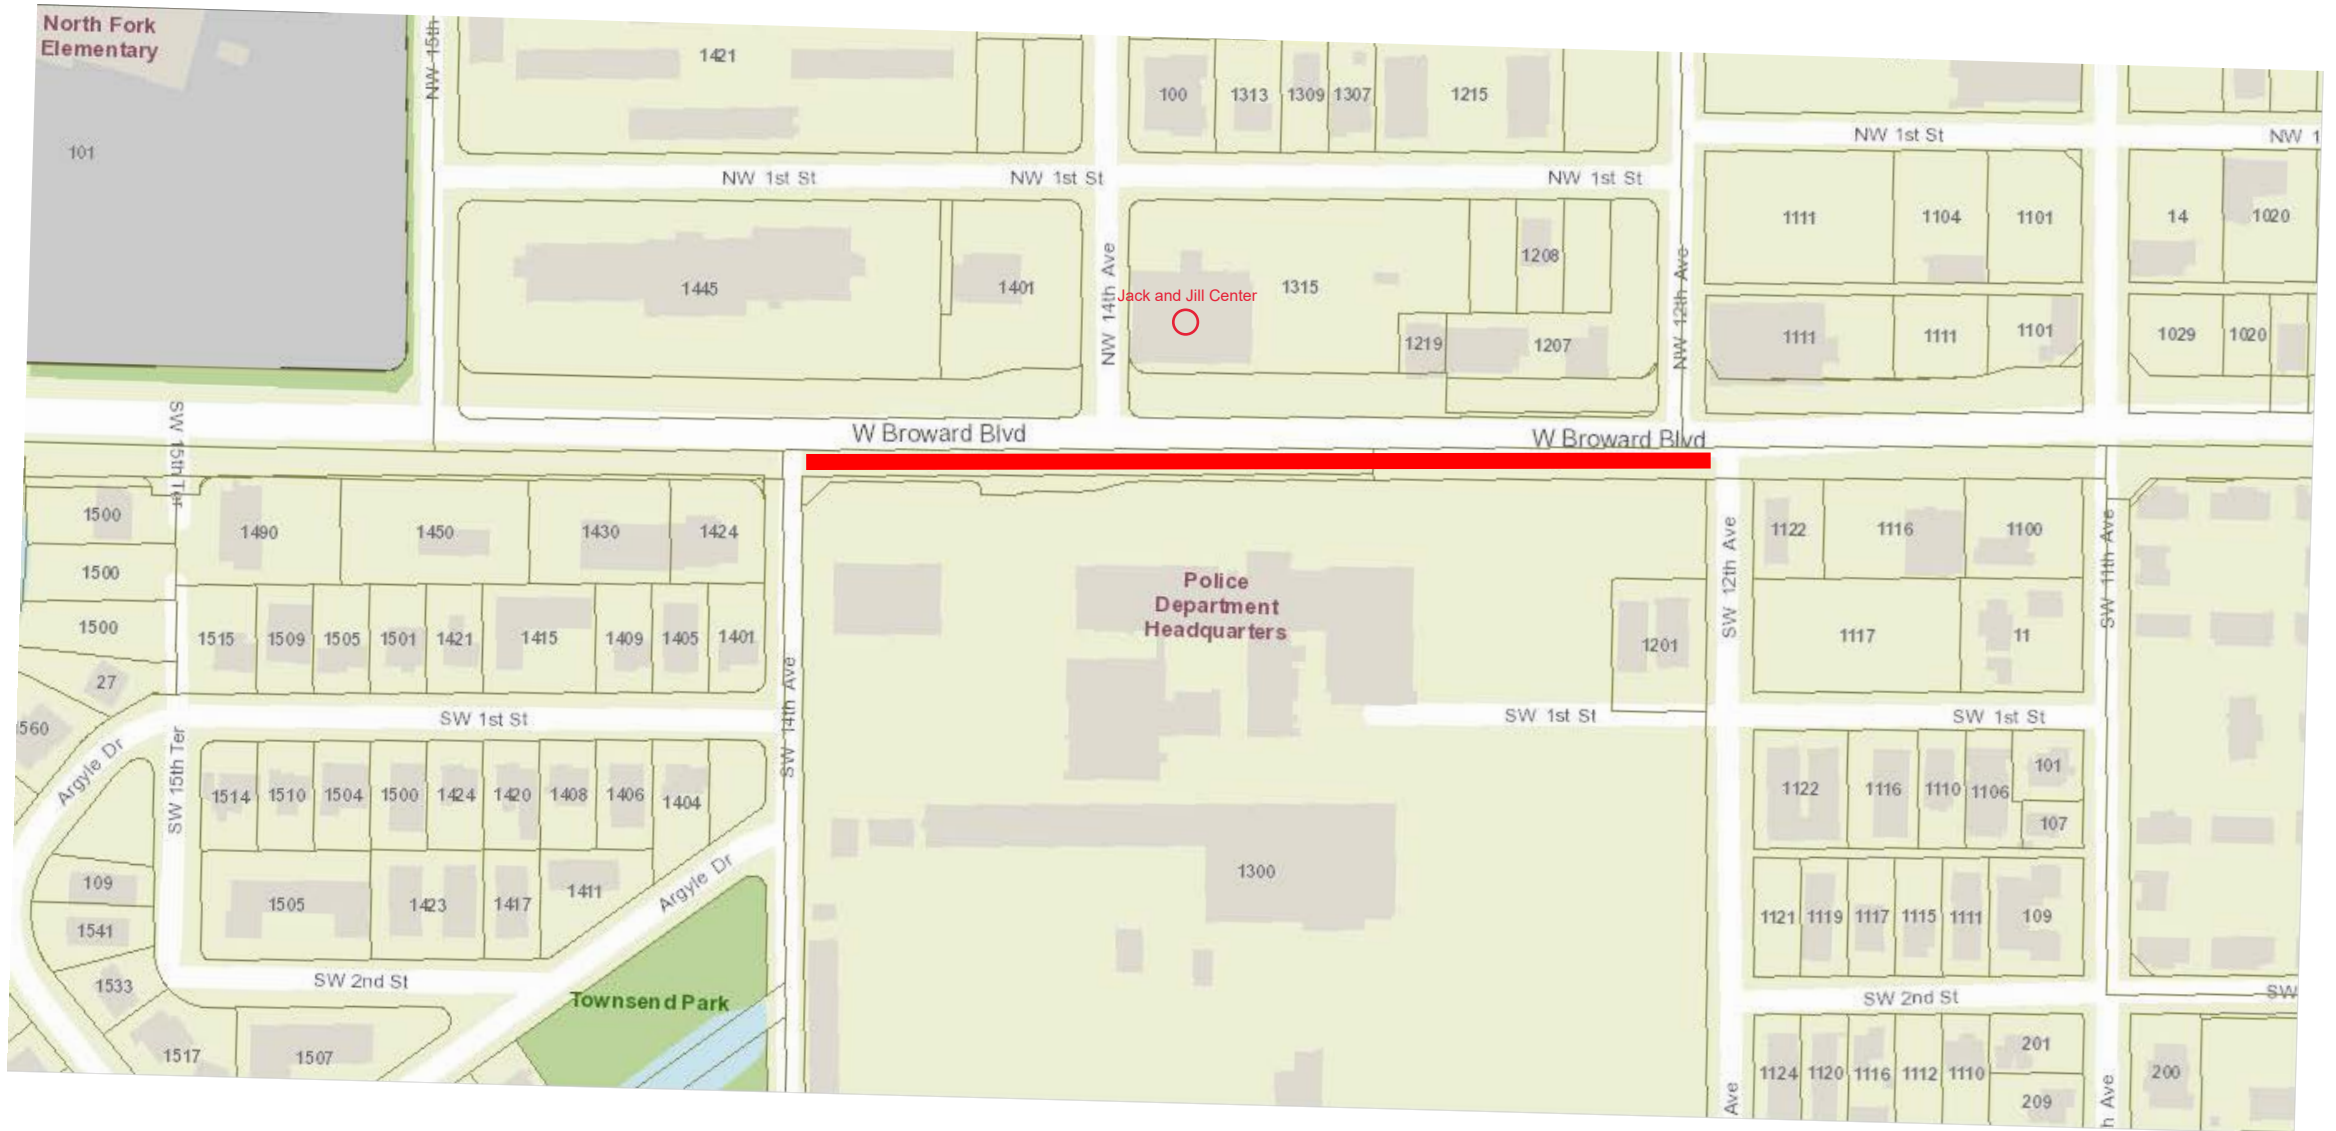 North Fork
Elementary
NW 15th
1421
100
1313
1309
1307
1215
NW 1st St
NW 1
101
NW 1st St
NW 1st St
NW 1st St
1111
1104
1101
14
1020
1445
1401
NW 14th Ave
Jack and Jill Center
1315
1208
NW 12th Ave
1219
1207
1111
1111
1101
1029
1020
W Broward Blvd
W Broward Blvd
SW 15th Ter
1500
1490
1450
1430
1424
SW 12th Ave
1122
1116
1100
SW 11th Ave
1500
Police
Department
Headquarters
1500
1515
1509
1505
1501
1421
1415
1409
1405
1401
1201
1117
11
27
SW 14th Ave
560
SW 1st St
SW 1st St
SW 1st St
Argyle Dr
SW 15th Ter
1514
1510
1504
1500
1424
1420
1408
1406
1404
1122
1116
1110
1106
101
107
109
1505
1423
1417
1411
Argyle Dr
1300
1541
1121
1119
1117
1115
1111
109
1533
SW 2nd St
Townsend Park
SW 2nd St
SW
1517
1507
Ave
1124
1120
1116
1112
1110
201
209
h Ave
200